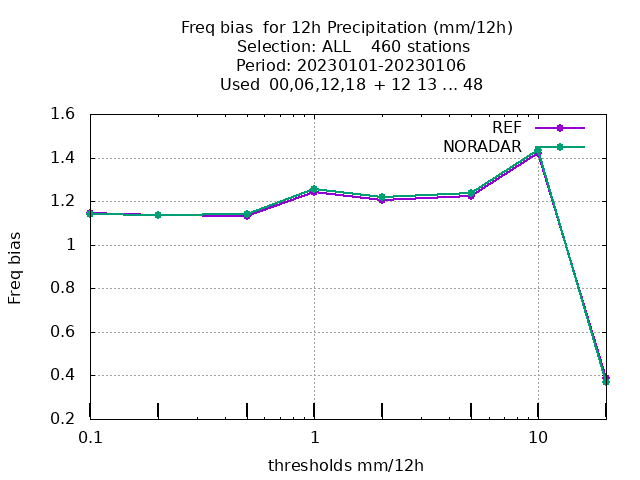 Freq bias for 12h Precipitation (mm/12h)
Selection: ALL 460 stations
Period: 20230101-20230106
Used 00,06,12,18 + 12 13 ... 48
REF
NORADAR
Freq bias
1.6
1.4
1.2
1
0.8
0.6
0.4
0.2
0.1 1 10
thresholds mm/12h